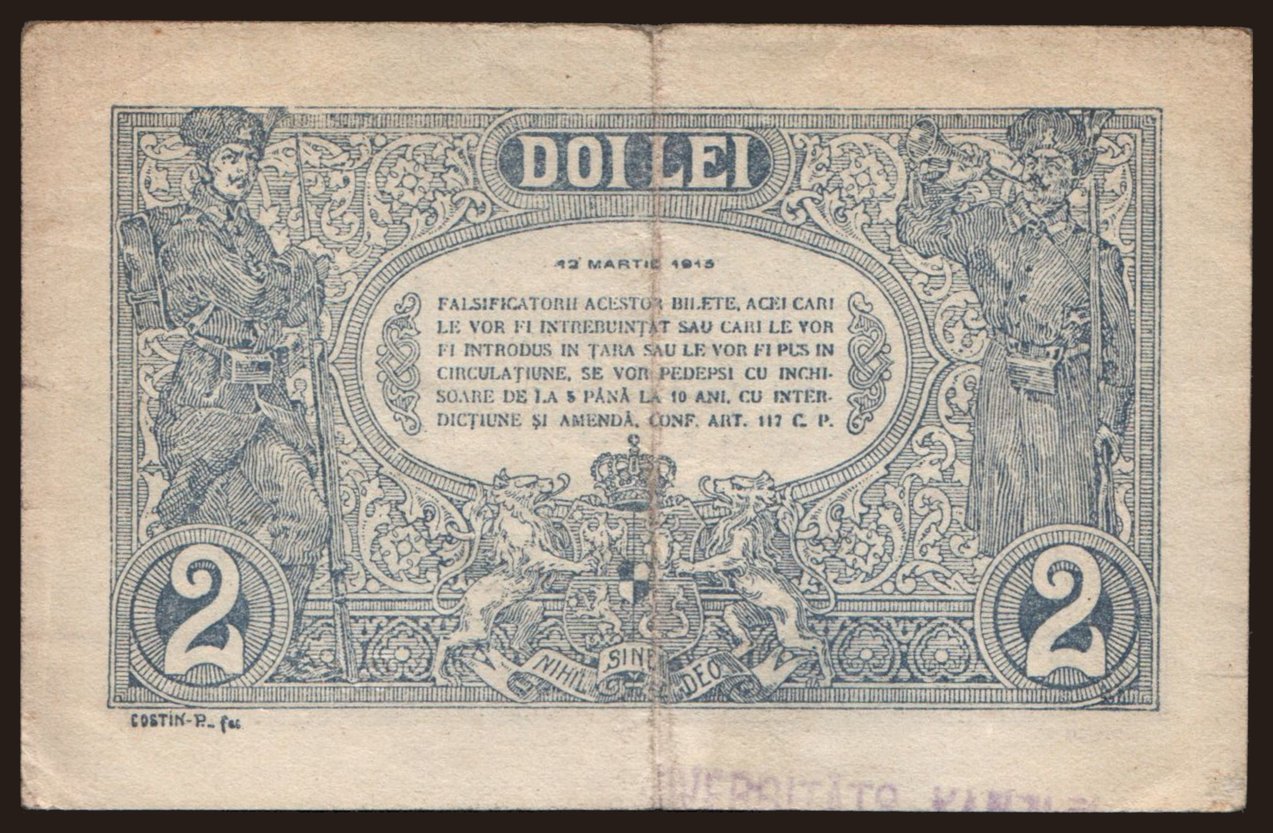 DOI LEI
12 MARTIE 1915
FALSIFICATORII ACESTOR BILETE, ACEI CARI
LE VOR FI INTREBUINȚAT SAU CARI LE VOR
FI INTRODUS IN ȚARA SAU LE VOR FI PUS IN
CIRCULAȚIUNE, SE VOR PEDEPSI CU INCHI-
SOARE DE LA 5 PÂNĂ LA 10 ANI, CU INTER-
DICȚIUNE ȘI AMENDĂ, CONF. ART. 117 C. P.
2
2
NIHIL SINE DEO
COSTIN-P. fec